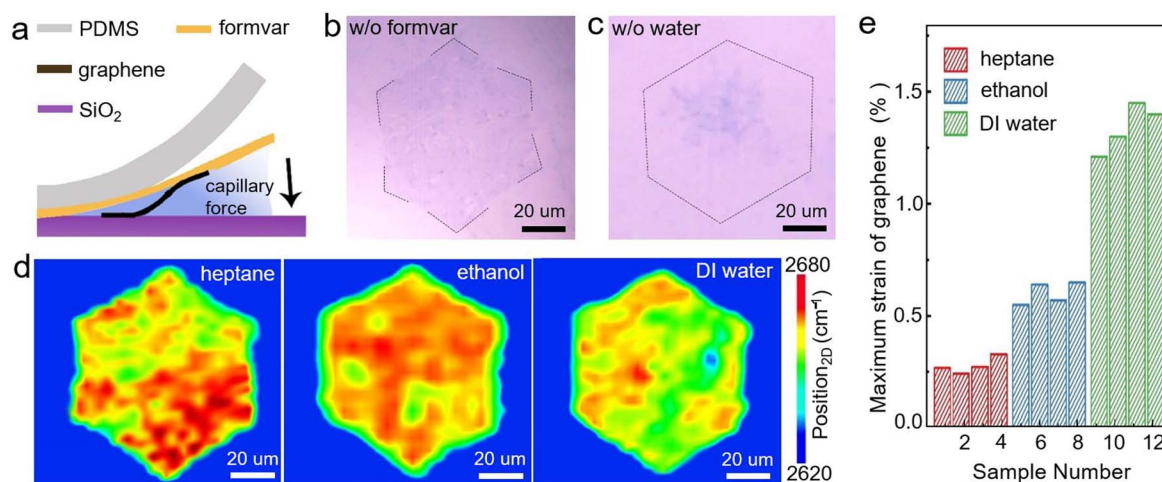 a
PDMS
formvar
graphene
SiO₂
capillary
force
b
w/o formvar
20 um
c
w/o water
20 um
d
heptane
20 um
ethanol
20 um
DI water
20 um
2680
Position2D (cm⁻¹)
2620
e
heptane
ethanol
DI water
Maximum strain of graphene (%)
1.5
1.0
0.5
0.0
2 4 6 8 10 12
Sample Number